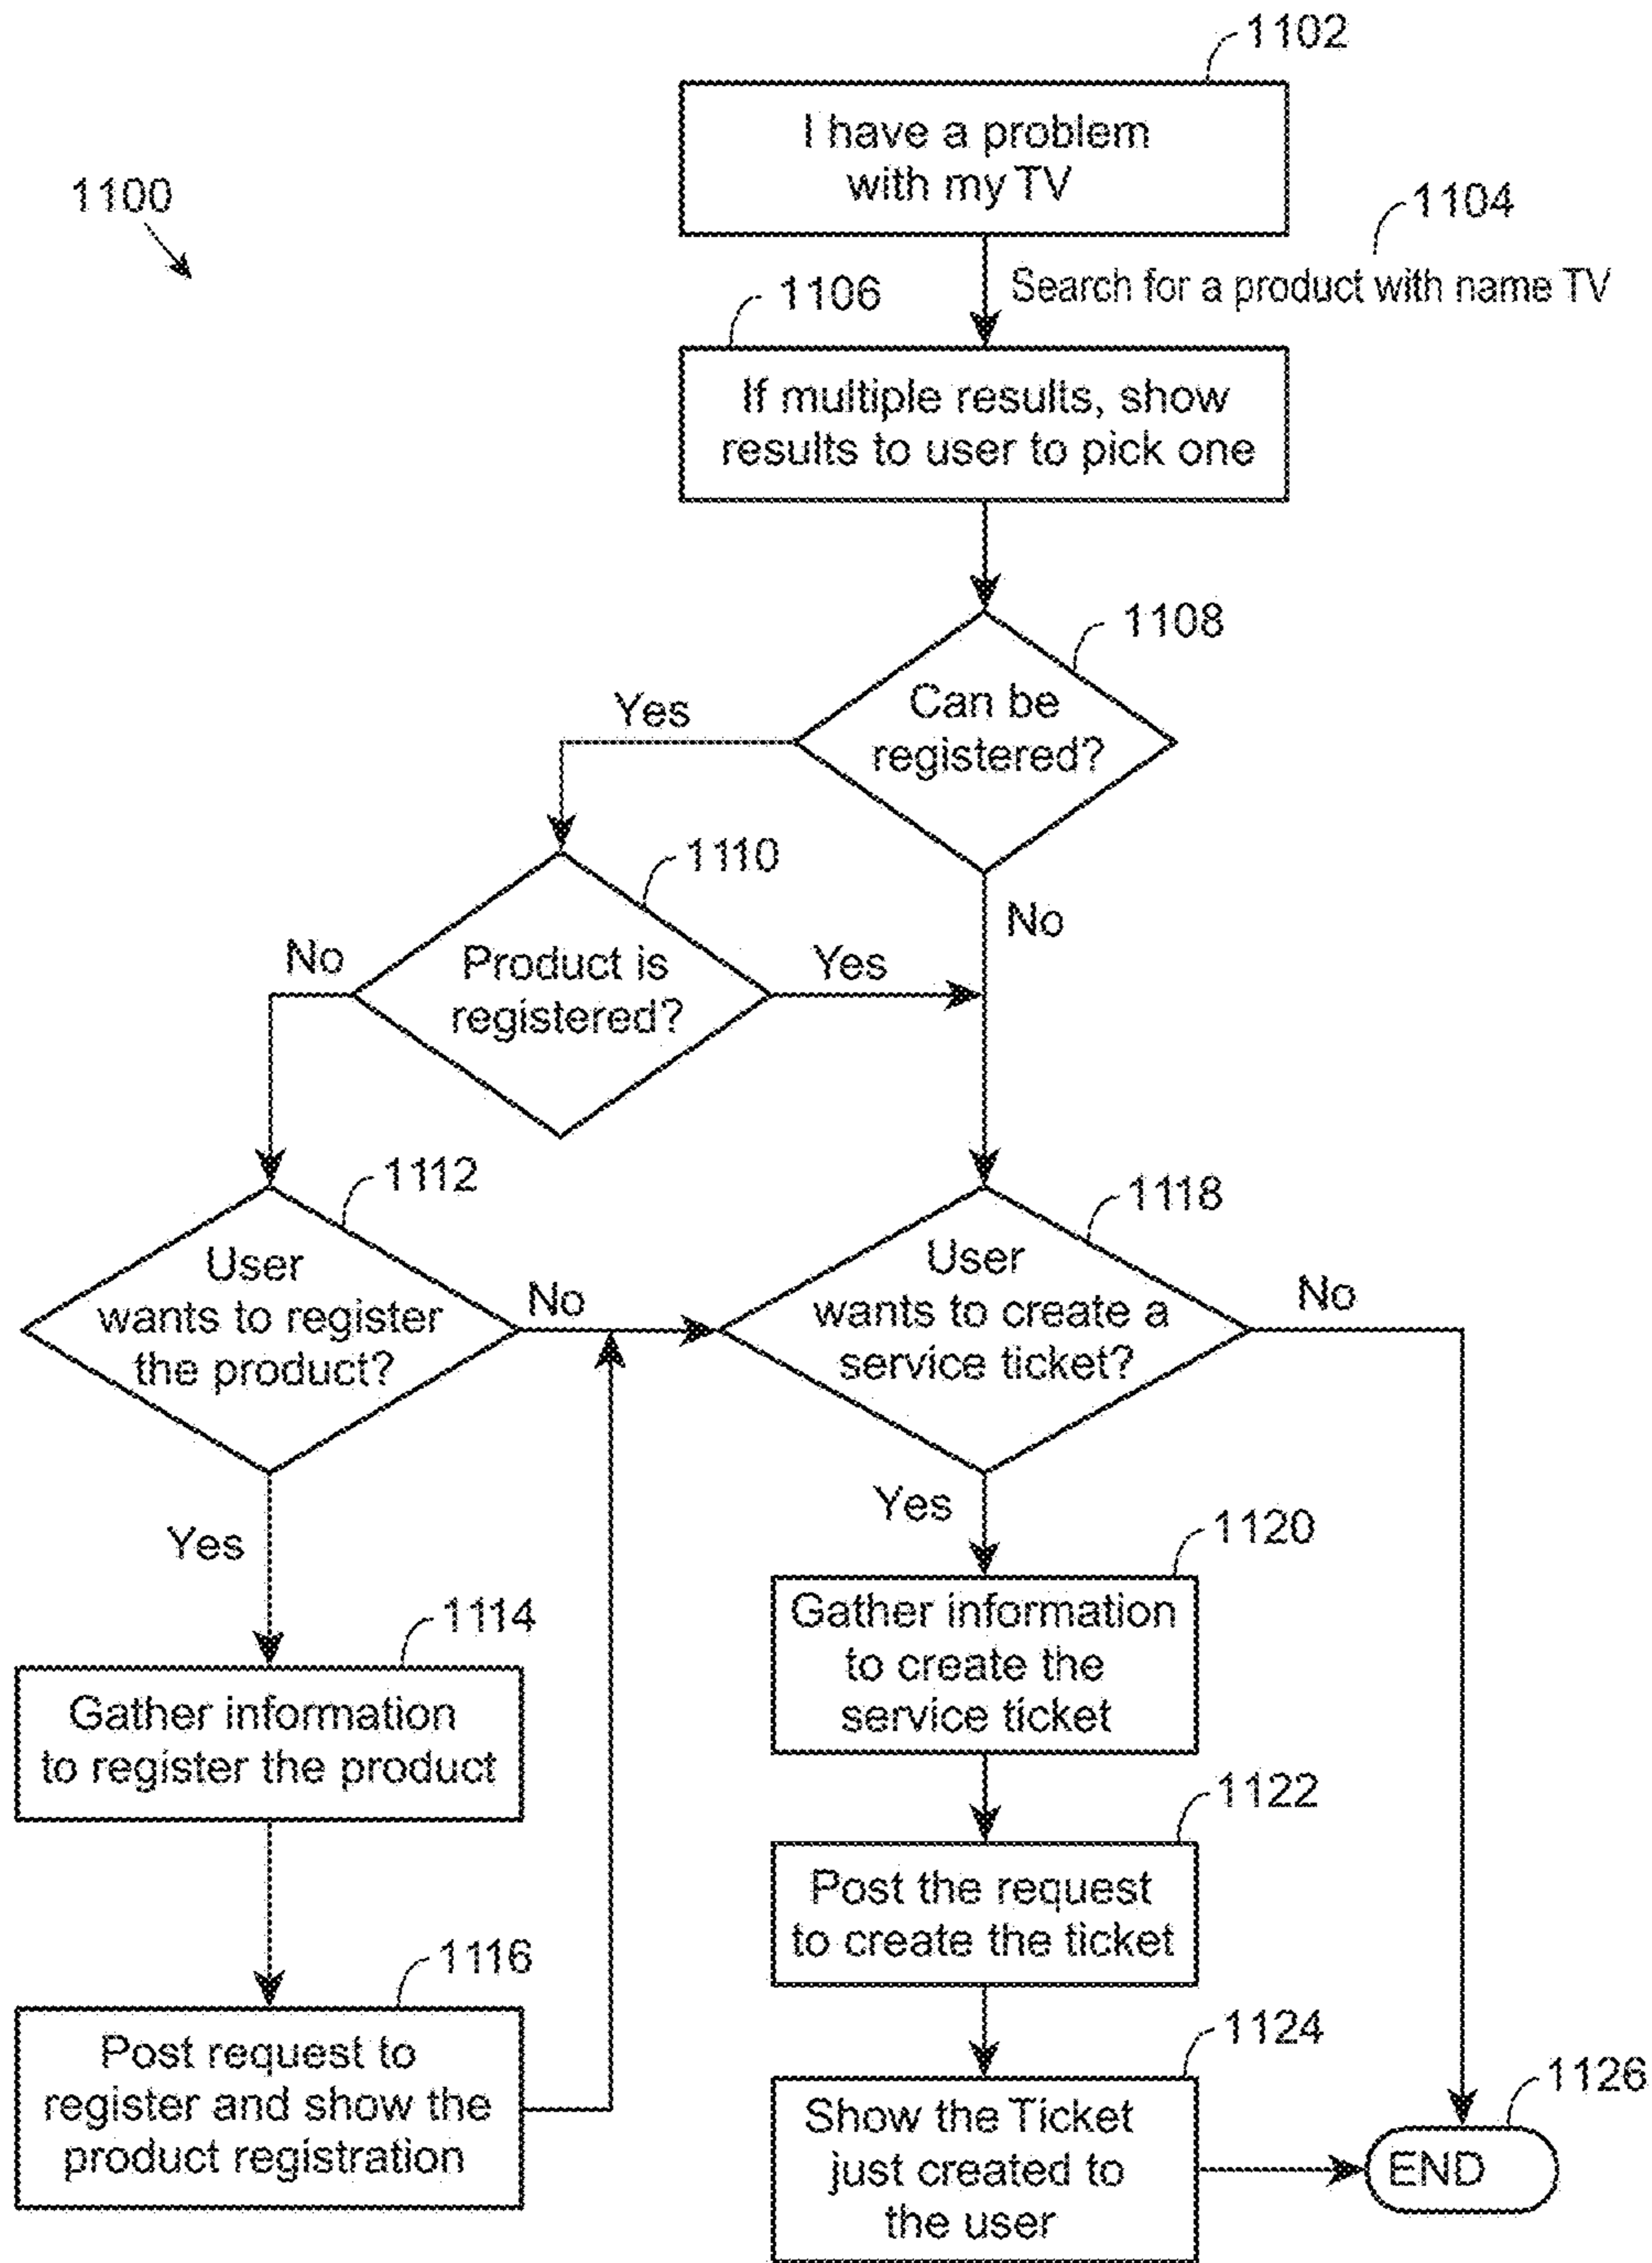 1102
I have a problem
with my TV
1100
1104
Search for a product with name TV
1106
If multiple results, show
results to user to pick one
1108
Can be
registered?
Yes
No
1110
Product is
registered?
No
Yes
1112
User
wants to register
the product?
No
Yes
1118
User
wants to create a
service ticket?
No
Yes
1114
Gather information
to register the product
1120
Gather information
to create the
service ticket
1122
Post the request
to create the ticket
1116
Post request to
register and show the
product registration
1124
Show the Ticket
just created to
the user
1126
END